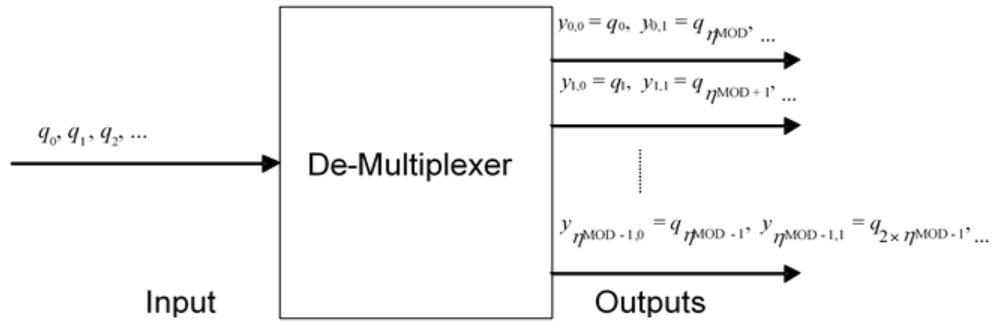 y0,0 = q0, y0,1 = qηMOD, ...
y1,0 = q1, y1,1 = qηMOD + 1, ...
q0, q1, q2, ...
De-Multiplexer
yηMOD - 1,0 = qηMOD - 1, yηMOD - 1,1 = q2 × ηMOD - 1, ...
Input
Outputs